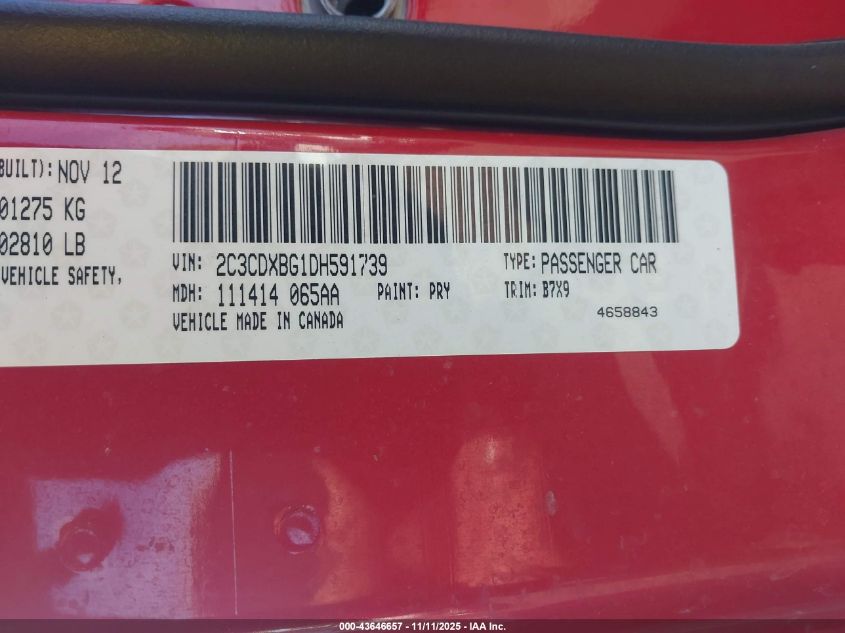 BUILT): NOV 12
01275 KG
02810 LB
VEHICLE SAFETY,
VIN: 2C3CDXBG1DH591739 TYPE: PASSENGER CAR
MDH: 111414 065AA PAINT: PRY TRIM: B7X9
VEHICLE MADE IN CANADA 4658843
000-43646657 - 11/11/2025 - IAA Inc.